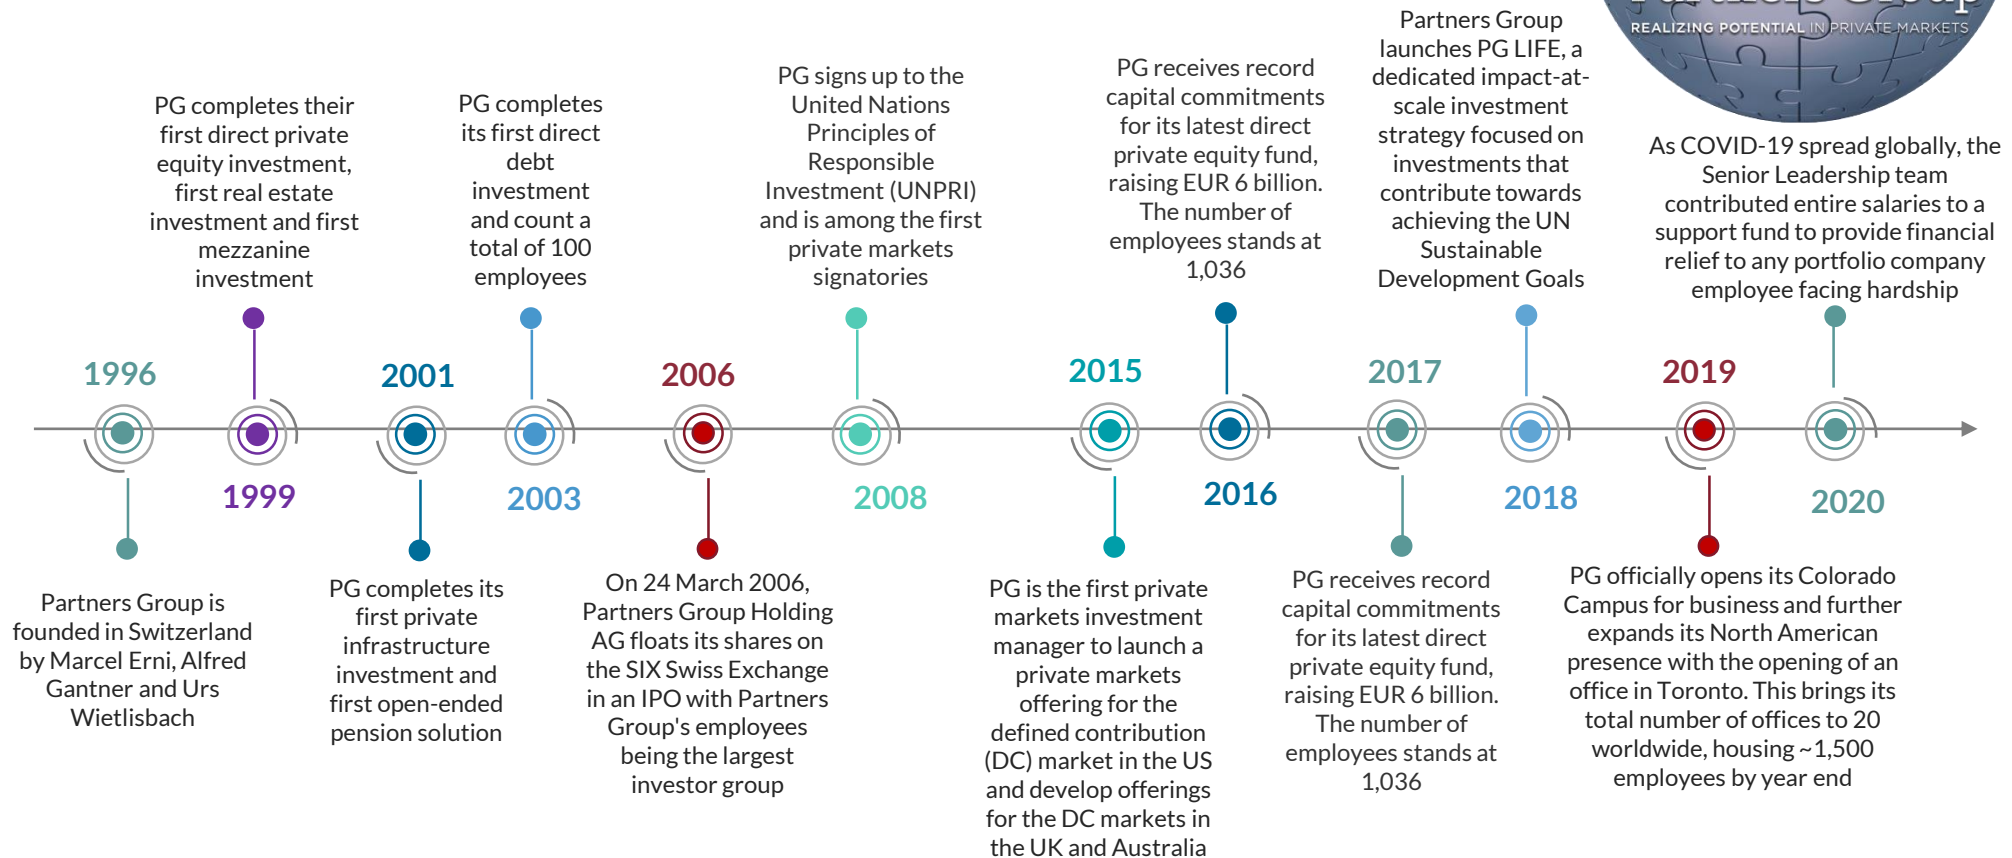 Partners Group
REALIZING POTENTIAL IN PRIVATE MARKETS
1996
Partners Group is
founded in Switzerland
by Marcel Erni, Alfred
Gantner and Urs
Wietlisbach
PG completes their
first direct private
equity investment,
first real estate
investment and first
mezzanine
investment
1999
2001
PG completes its
first private
infrastructure
investment and
first open-ended
pension solution
PG completes
its first direct
debt
investment
and count a
total of 100
employees
2003
2006
On 24 March 2006,
Partners Group Holding
AG floats its shares on
the SIX Swiss Exchange
in an IPO with Partners
Group's employees
being the largest
investor group
PG signs up to the
United Nations
Principles of
Responsible
Investment (UNPRI)
and is among the first
private markets
signatories
2008
2015
PG is the first private
markets investment
manager to launch a
private markets
offering for the
defined contribution
(DC) market in the US
and develop offerings
for the DC markets in
the UK and Australia
PG receives record
capital commitments
for its latest direct
private equity fund,
raising EUR 6 billion.
The number of
employees stands at
1,036
2016
2017
PG receives record
capital commitments
for its latest direct
private equity fund,
raising EUR 6 billion.
The number of
employees stands at
1,036
Partners Group
launches PG LIFE, a
dedicated impact-at-
scale investment
strategy focused on
investments that
contribute towards
achieving the UN
Sustainable
Development Goals
2018
2019
PG officially opens its Colorado
Campus for business and further
expands its North American
presence with the opening of an
office in Toronto. This brings its
total number of offices to 20
worldwide, housing ~1,500
employees by year end
As COVID-19 spread globally, the
Senior Leadership team
contributed entire salaries to a
support fund to provide financial
relief to any portfolio company
employee facing hardship
2020